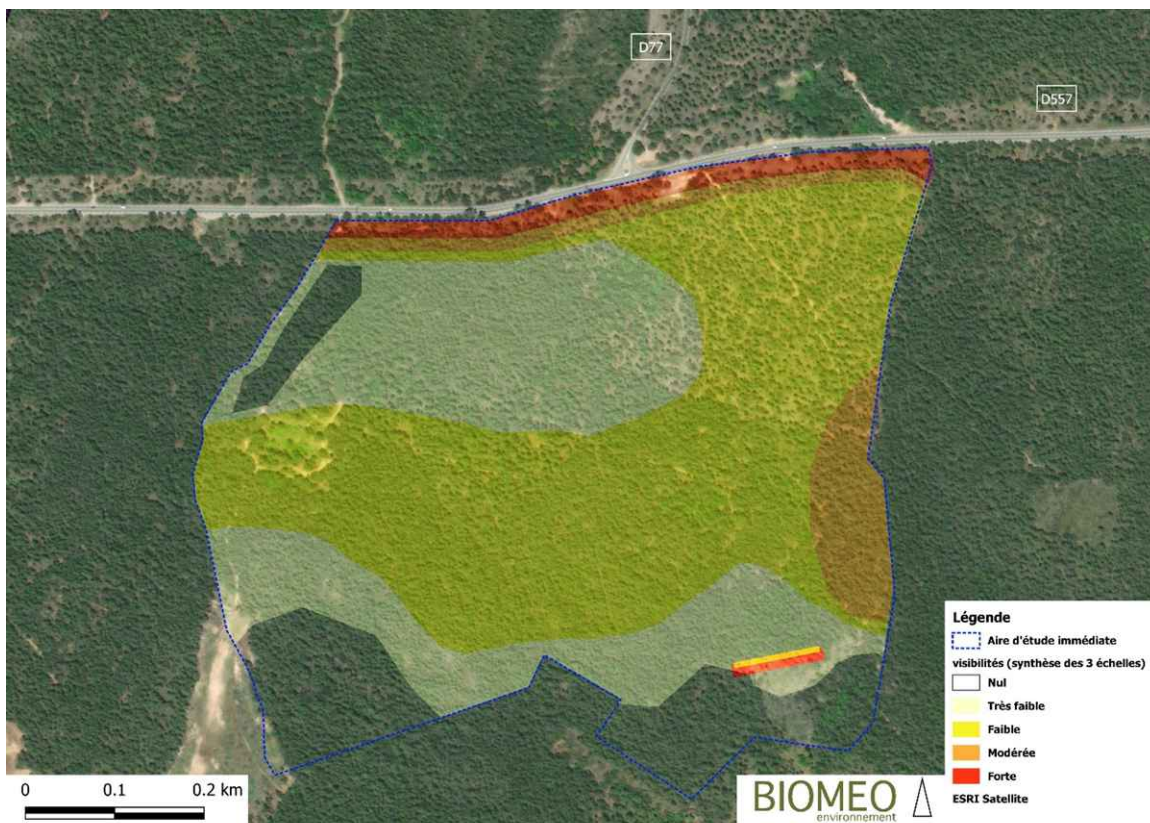 D77
D557
Légende
Aire d'étude immédiate
visibilités (synthèse des 3 échelles)
Nul
Très faible
Faible
Modérée
Forte
ESRI Satellite
0 0.1 0.2 km
BIOMEO
environnement